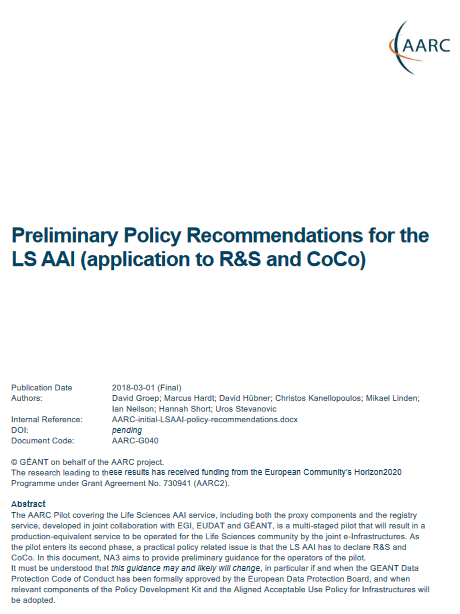 AARC
Preliminary Policy Recommendations for the
LS AAI (application to R&S and CoCo)
Publication Date 2018-03-01 (Final)
Authors: David Groep; Marcus Hardt; David Hübner; Christos Kanellopoulos; Mikael Linden;
Ian Neilson; Hannah Short; Uros Stevanovic
Internal Reference: AARC-initial-LSAAI-policy-recommendations.docx
DOI: pending
Document Code: AARC-G040
© GÉANT on behalf of the AARC project.
The research leading to these results has received funding from the European Community's Horizon2020
Programme under Grant Agreement No. 730941 (AARC2).
Abstract
The AARC Pilot covering the Life Sciences AAI service, including both the proxy components and the registry
service, developed in joint collaboration with EGI, EUDAT and GÉANT, is a multi-staged pilot that will result in a
production-equivalent service to be operated for the Life Sciences community by the joint e-Infrastructures. As
the pilot enters its second phase, a practical policy related issue is that the LS AAI has to declare R&S and
CoCo. In this document, NA3 aims to provide preliminary guidance for the operators of the pilot.
It must be understood that this guidance may and likely will change, in particular if and when the GEANT Data
Protection Code of Conduct has been formally approved by the European Data Protection Board, and when
relevant components of the Policy Development Kit and the Aligned Acceptable Use Policy for Infrastructures will
be adopted.